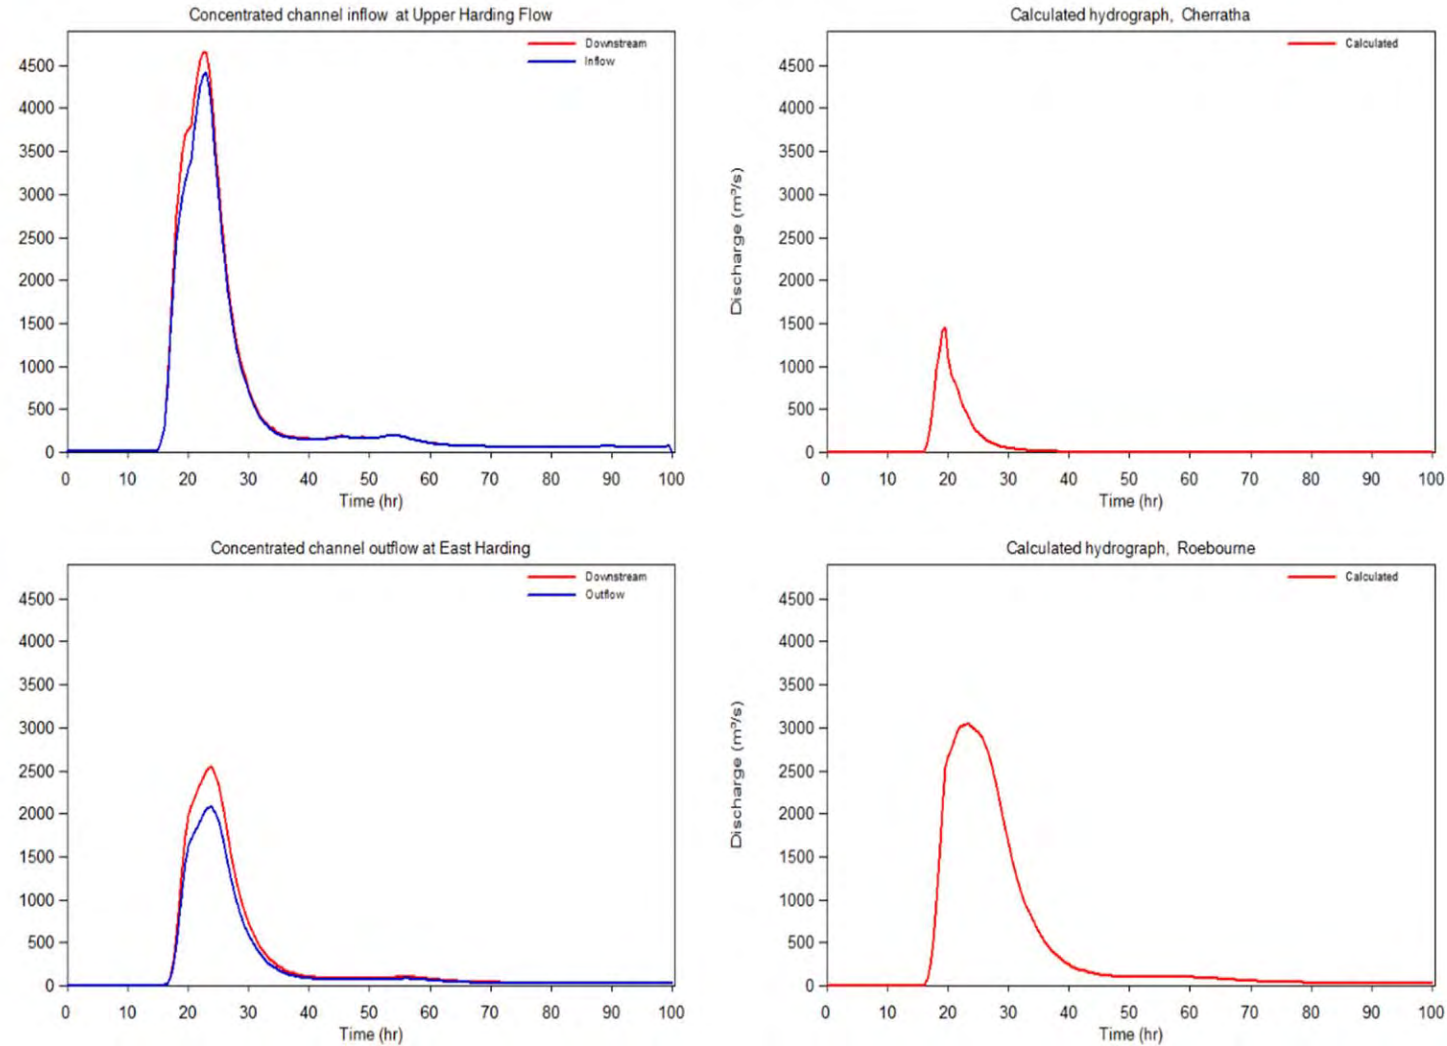 Concentrated channel inflow at Upper Harding Flow
Downstream
Inflow
4500
4000
3500
3000
2500
2000
1500
1000
500
0
0 10 20 30 40 50 60 70 80 90 100
Time (hr)
Calculated hydrograph, Cherratha
Calculated
Discharge (m³/s)
4500
4000
3500
3000
2500
2000
1500
1000
500
0
0 10 20 30 40 50 60 70 80 90 100
Time (hr)
Concentrated channel outflow at East Harding
Downstream
Outflow
4500
4000
3500
3000
2500
2000
1500
1000
500
0
0 10 20 30 40 50 60 70 80 90 100
Time (hr)
Calculated hydrograph, Roebourne
Calculated
Discharge (m³/s)
4500
4000
3500
3000
2500
2000
1500
1000
500
0
0 10 20 30 40 50 60 70 80 90 100
Time (hr)